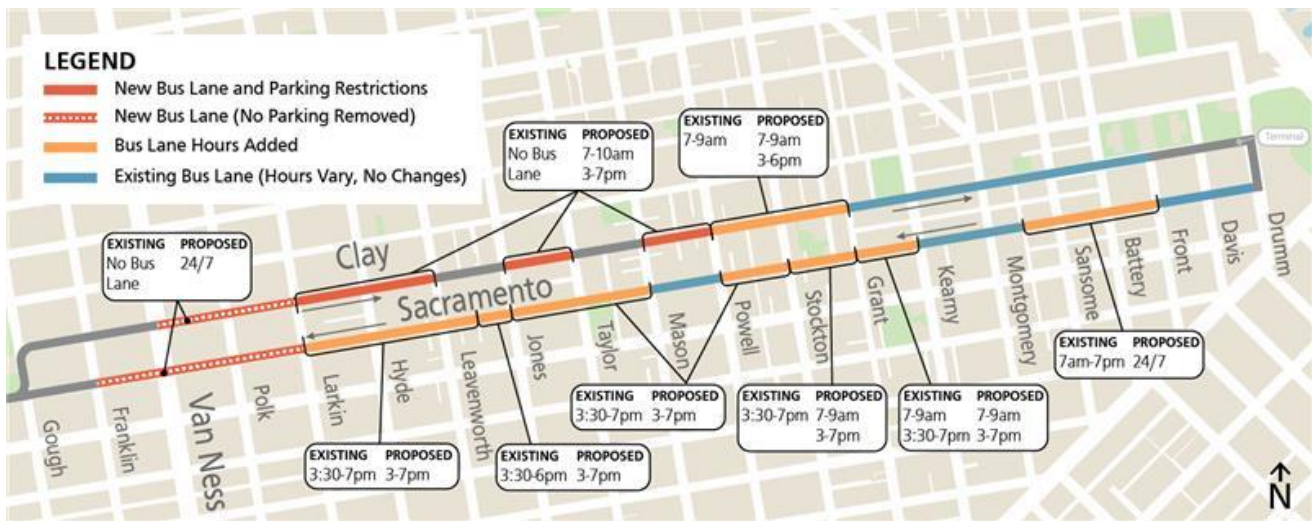 LEGEND
New Bus Lane and Parking Restrictions
New Bus Lane (No Parking Removed)
Bus Lane Hours Added
Existing Bus Lane (Hours Vary, No Changes)
EXISTING PROPOSED
No Bus 7-10am
Lane 3-7pm
EXISTING PROPOSED
7-9am 7-9am
3-6pm
Terminal
EXISTING PROPOSED
No Bus 24/7
Lane
Clay
Sacramento
Gough
Franklin
Van Ness
Polk
Larkin
Hyde
Leavenworth
Jones
Taylor
Mason
Powell
Stockton
Grant
Kearny
Montgomery
Sansome
Battery
Front
Davis
Drumm
EXISTING PROPOSED
7am-7pm 24/7
EXISTING PROPOSED
3:30-7pm 3-7pm
EXISTING PROPOSED
3:30-7pm 7-9am
3-7pm
EXISTING PROPOSED
7-9am 7-9am
3:30-7pm 3-7pm
EXISTING PROPOSED
3:30-7pm 3-7pm
EXISTING PROPOSED
3:30-6pm 3-7pm
N